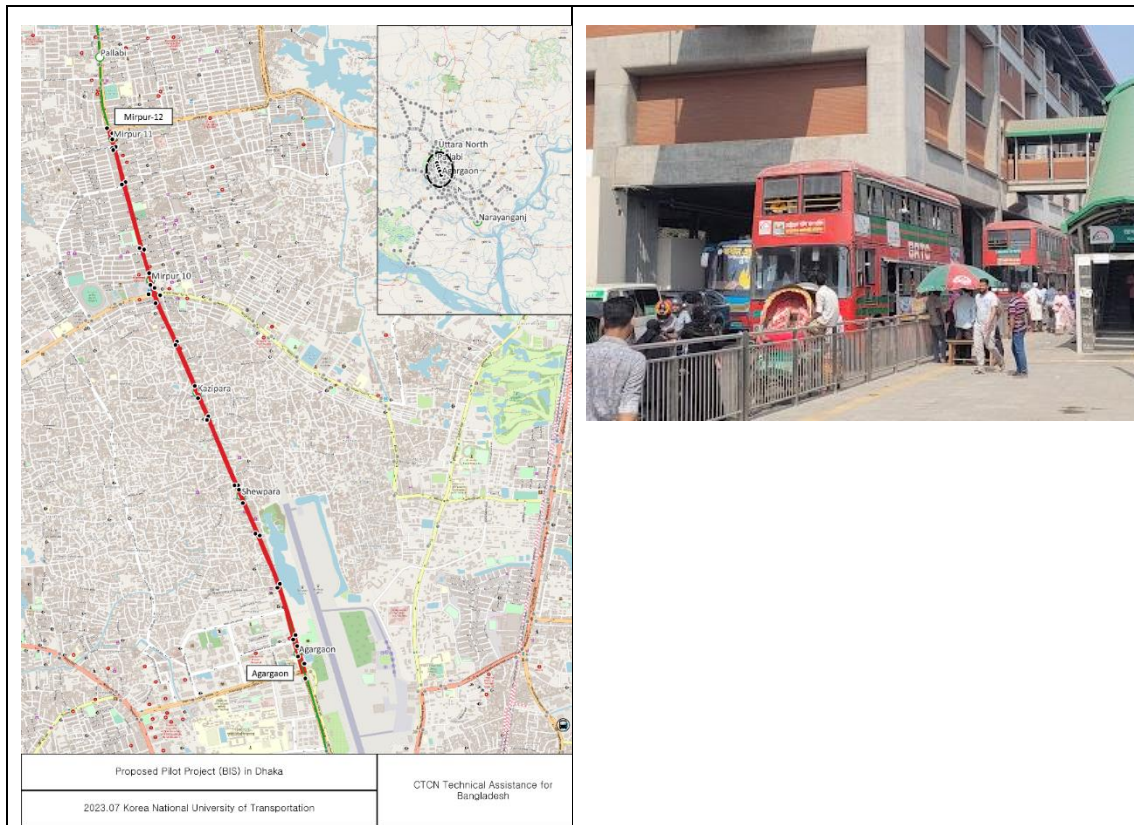 Pallabi
Mirpur-12
Mirpur 11
Mirpur 10
Kazipara
Shewpara
Agargaon
Agargaon
Uttara North
Pallabi
Agargaon
Narayanganj
Proposed Pilot Project (BIS) in Dhaka
2023.07 Korea National University of Transportation
CTCN Technical Assistance for
Bangladesh
BRTC